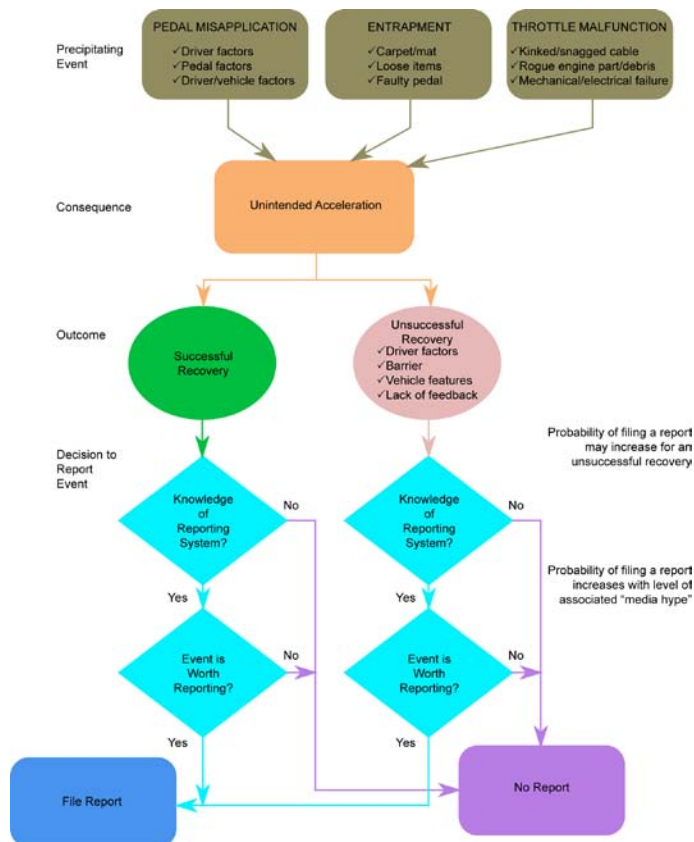 Precipitating
Event
PEDAL MISAPPLICATION
✓Driver factors
✓Pedal factors
✓Driver/vehicle factors
ENTRAPMENT
✓Carpet/mat
✓Loose items
✓Faulty pedal
THROTTLE MALFUNCTION
✓Kinked/snagged cable
✓Rogue engine part/debris
✓Mechanical/electrical failure
Consequence
Unintended Acceleration
Outcome
Successful
Recovery
Unsuccessful
Recovery
✓Driver factors
✓Barrier
✓Vehicle features
✓Lack of feedback
Decision to
Report
Event
Probability of filing a report
may increase for an
unsuccessful recovery
Knowledge
of
Reporting
System?
No
Knowledge
of
Reporting
System?
No
Probability of filing a report
increases with level of
associated “media hype”
Yes
Yes
Event is
Worth
Reporting?
No
Event is
Worth
Reporting?
No
Yes
Yes
File Report
No Report